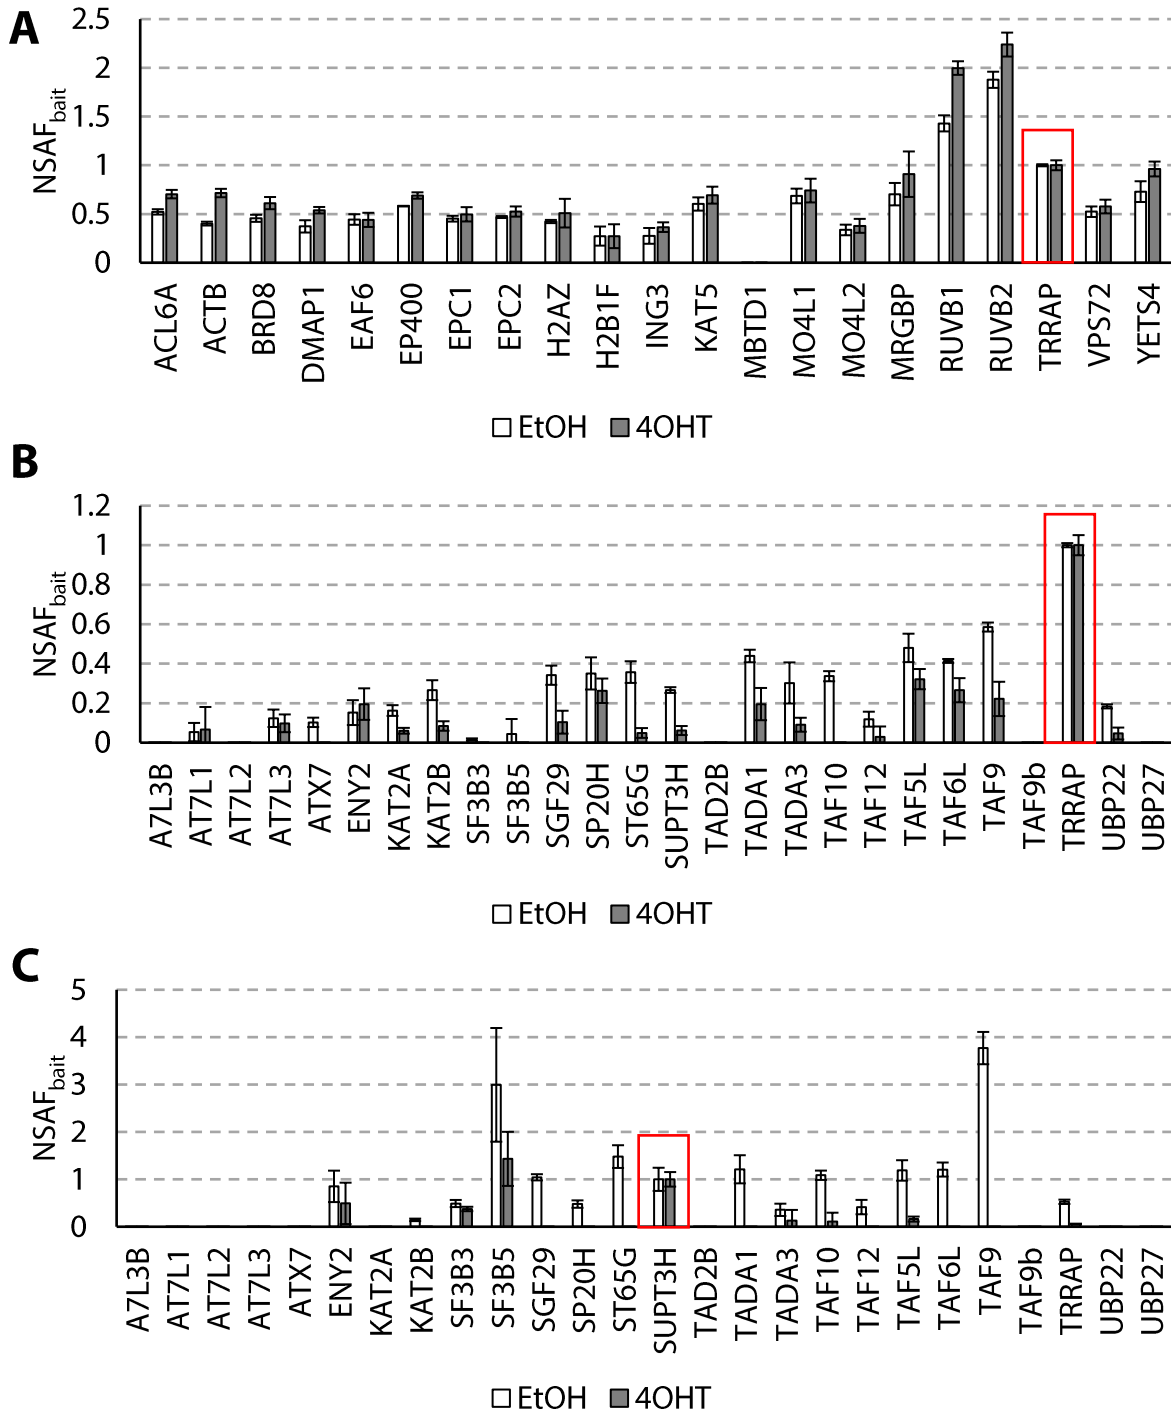 A
NSAFbait
2.5
2
1.5
1
0.5
0
ACL6A ACTB BRD8 DMAP1 EAF6 EP400 EPC1 EPC2 H2AZ H2B1F ING3 KAT5 MBTD1 MO4L1 MO4L2 MRGBP RUVB1 RUVB2 TRRAP VPS72 YETS4
EtOH 4OHT
B
NSAFbait
1.2
1
0.8
0.6
0.4
0.2
0
A7L3B AT7L1 AT7L2 AT7L3 ATX7 ENY2 KAT2A KAT2B SF3B3 SF3B5 SGF29 SP20H ST65G SUPT3H TAD2B TADA1 TADA3 TAF10 TAF12 TAF5L TAF6L TAF9 TAF9b TRRAP UBP22 UBP27
EtOH 4OHT
C
NSAFbait
5
4
3
2
1
0
A7L3B AT7L1 AT7L2 AT7L3 ATX7 ENY2 KAT2A KAT2B SF3B3 SF3B5 SGF29 SP20H ST65G SUPT3H TAD2B TADA1 TADA3 TAF10 TAF12 TAF5L TAF6L TAF9 TAF9b TRRAP UBP22 UBP27
EtOH 4OHT